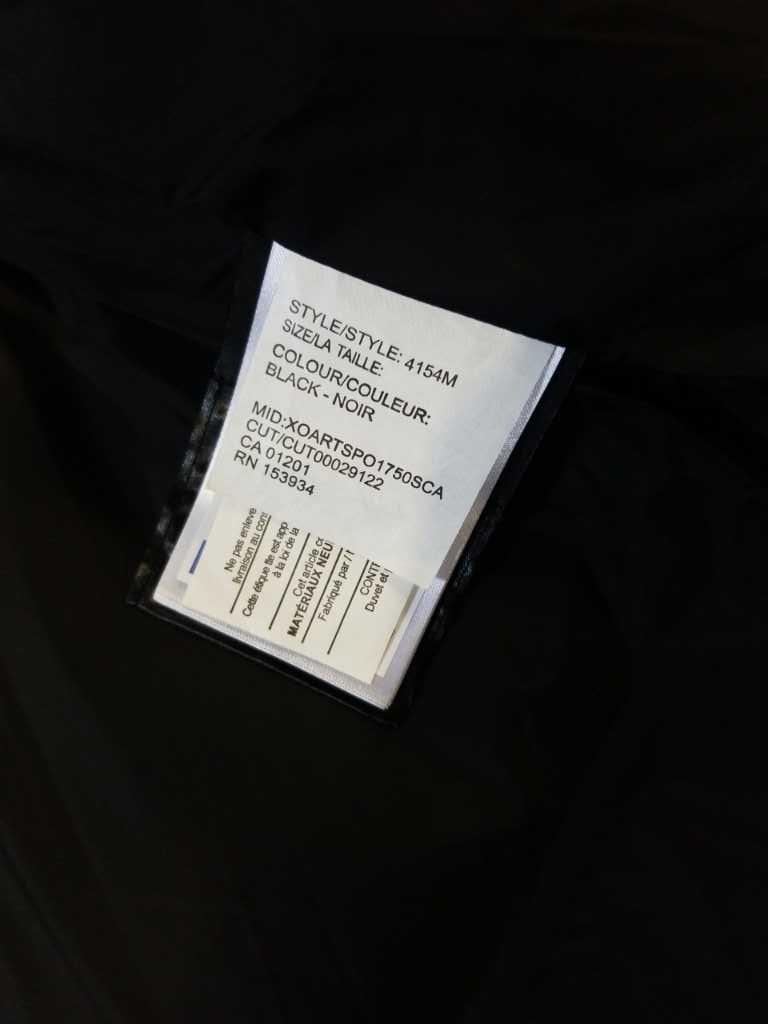 STYLE/STYLE: 4154M
SIZE/LA TAILLE:
COLOUR/COULEUR:
BLACK - NOIR
MID:XOARTSPO1750SCA
CUT/CUT00029122
CA 01201
RN 153934
Ne pas enleve
livraison au con
Cette étique tte est app
à la loi de la
Cet article c
MATÉRIAUX NEU
Fabriqué par / 
CONT
Duvet et